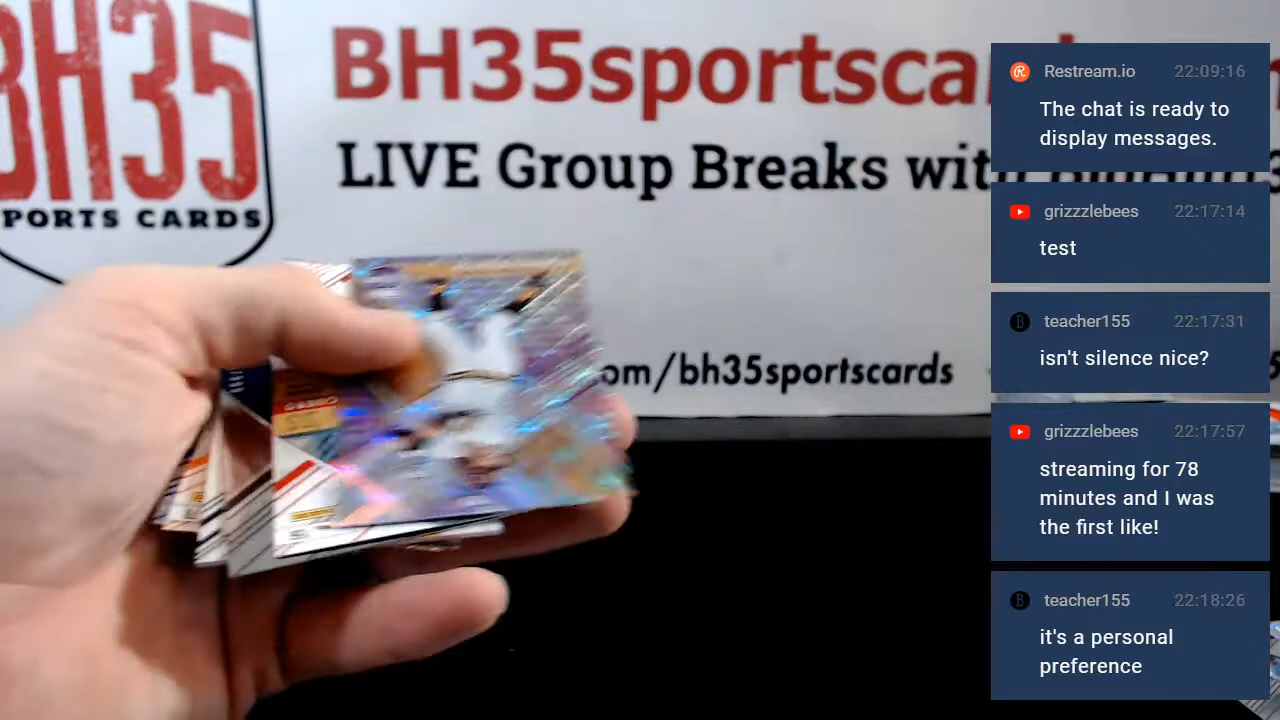 BH35
SPORTS CARDS
BH35sportsca
LIVE Group Breaks with
om/bh35sportscards
Restream.io 22:09:16
The chat is ready to
display messages.
grizzzlebees 22:17:14
test
teacher155 22:17:31
isn't silence nice?
grizzzlebees 22:17:57
streaming for 78
minutes and I was
the first like!
teacher155 22:18:26
it's a personal
preference